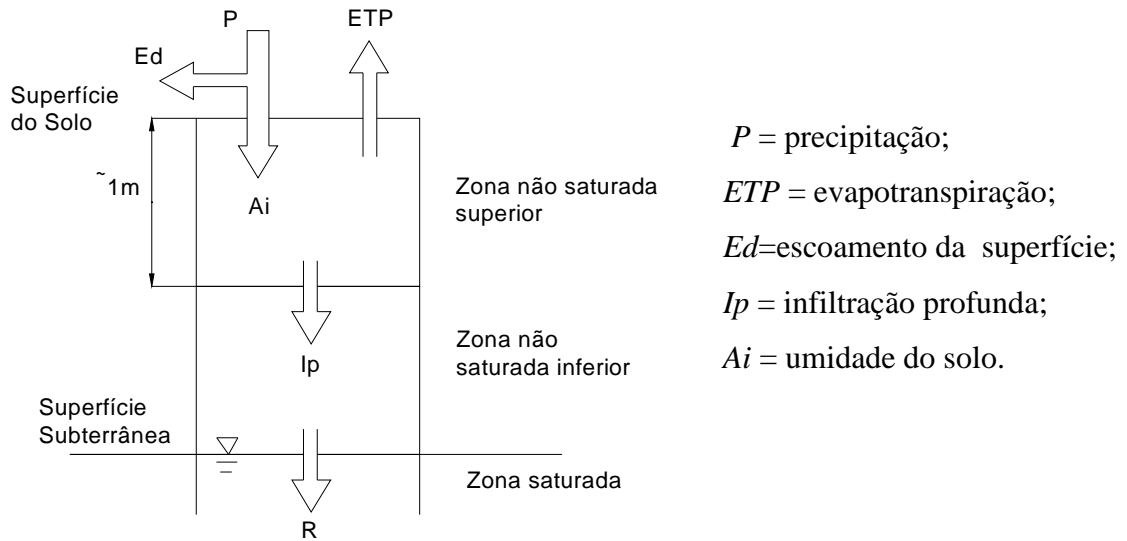 P
ETP
Ed
Superfície
do Solo
~1m
Ai
Zona não saturada
superior
Ip
Zona não
saturada inferior
Superfície
Subterrânea
Zona saturada
R
P = precipitação;
ETP = evapotranspiração;
Ed=escoamento da superfície;
Ip = infiltração profunda;
Ai = umidade do solo.